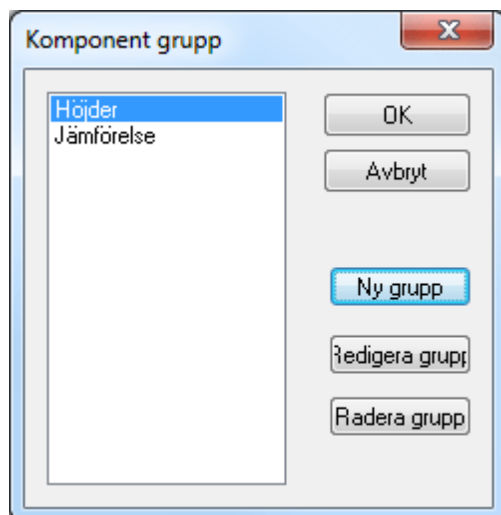 Komponent grupp
Höjder
Jämförelse
OK
Avbryt
Ny grupp
Redigera grupp
Radera grupp